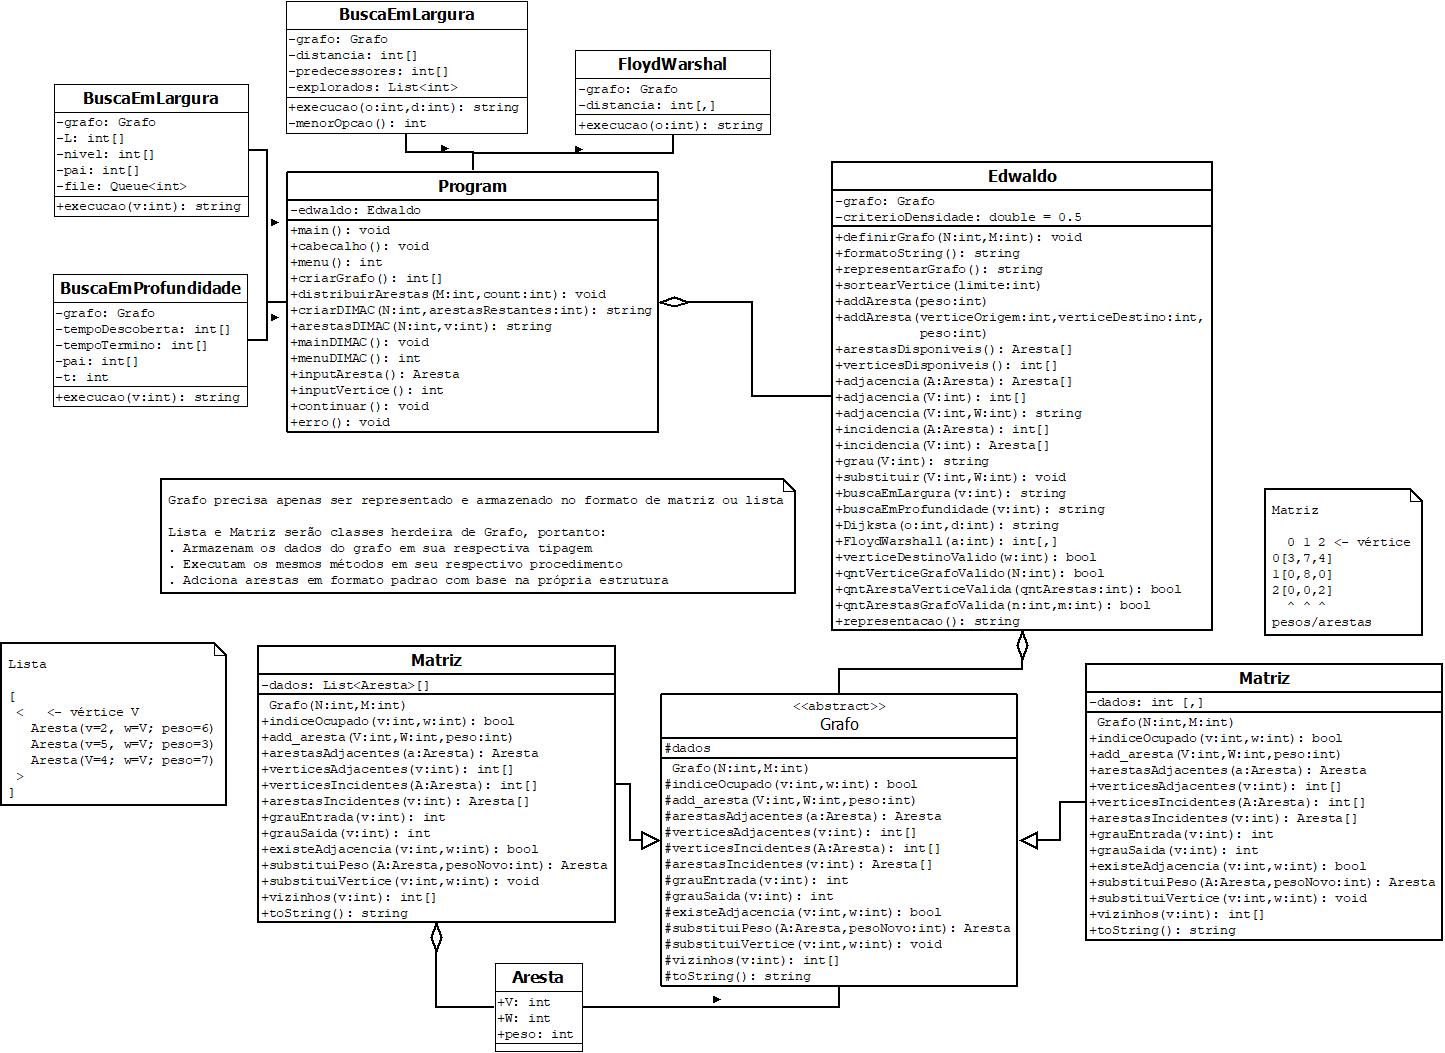 BuscaEmLargura
-grafo: Grafo
-distancia: int[]
-predecessores: int[]
-explorados: List<int>
+execucao(o:int,d:int): string
-menorOpcao(): int
FloydWarshal
-grafo: Grafo
-distancia: int[,]
+execucao(o:int): string
BuscaEmLargura
-grafo: Grafo
-L: int[]
-nivel: int[]
-pai: int[]
-file: Queue<int>
+execucao(v:int): string
BuscaEmProfundidade
-grafo: Grafo
-tempoDescoberta: int[]
-tempoTermino: int[]
-pai: int[]
-t: int
+execucao(v:int): string
Program
-edwaldo: Edwaldo
+main(): void
+cabecalho(): void
+menu(): int
+criarGrafo(): int[]
+distribuirArestas(M:int,count:int): void
+criarDIMAC(N:int,arestasRestantes:int): string
+arestasDIMAC(N:int,v:int): string
+mainDIMAC(): void
+menuDIMAC(): int
+inputAresta(): Aresta
+inputVertice(): int
+continuar(): void
+erro(): void
Edwaldo
-grafo: Grafo
-criterioDensidade: double = 0.5
+definirGrafo(N:int,M:int): void
+formatoString(): string
+representarGrafo(): string
+sortearVertice(limite:int)
+addAresta(peso:int)
+addAresta(verticeOrigem:int,verticeDestino:int,
peso:int)
+arestasDisponiveis(): Aresta[]
+verticesDisponiveis(): int[]
+adjacencia(A:Aresta): Aresta[]
+adjacencia(V:int): int[]
+adjacencia(V:int,W:int): string
+incidencia(A:Aresta): int[]
+incidencia(V:int): Aresta[]
+grau(V:int): string
+substituir(V:int,W:int): void
+buscaEmLargura(v:int): string
+buscaEmProfundidade(v:int): string
+Dijksta(o:int,d:int): string
+FloydWarshall(a:int): int[,]
+verticeDestinoValido(w:int): bool
+qntVerticeGrafoValido(N:int): bool
+qntArestaVerticeValida(qntArestas:int): bool
+qntArestasGrafoValida(n:int,m:int): bool
+representacao(): string
Grafo precisa apenas ser representado e armazenado no formato de matriz ou lista
Lista e Matriz serão classes herdeira de Grafo, portanto:
. Armazenam os dados do grafo em sua respectiva tipagem
. Executam os mesmos métodos em seu respectivo procedimento
. Adciona arestas em formato padrao com base na própria estrutura
Matriz
0 1 2 <- vértice
0[3,7,4]
1[0,8,0]
2[0,0,2]
^ ^ ^
pesos/arestas
Lista
[
< <- vértice V
Aresta(v=2, w=V; peso=6)
Aresta(v=5, w=V; peso=3)
Aresta(V=4; w=V; peso=7)
>
]
Matriz
-dados: List<Aresta>[]
Grafo(N:int,M:int)
+indiceOcupado(v:int,w:int): bool
+add_aresta(V:int,W:int,peso:int)
+arestasAdjacentes(a:Aresta): Aresta
+verticesAdjacentes(v:int): int[]
+verticesIncidentes(A:Aresta): int[]
+arestasIncidentes(v:int): Aresta[]
+grauEntrada(v:int): int
+grauSaida(v:int): int
+existeAdjacencia(v:int,w:int): bool
+substituiPeso(A:Aresta,pesoNovo:int): Aresta
+substituiVertice(v:int,w:int): void
+vizinhos(v:int): int[]
+toString(): string
<<abstract>>
Grafo
#dados
Grafo(N:int,M:int)
#indiceOcupado(v:int,w:int): bool
#add_aresta(V:int,W:int,peso:int)
#arestasAdjacentes(a:Aresta): Aresta
#verticesAdjacentes(v:int): int[]
#verticesIncidentes(A:Aresta): int[]
#arestasIncidentes(v:int): Aresta[]
#grauEntrada(v:int): int
#grauSaida(v:int): int
#existeAdjacencia(v:int,w:int): bool
#substituiPeso(A:Aresta,pesoNovo:int): Aresta
#substituiVertice(v:int,w:int): void
#vizinhos(v:int): int[]
#toString(): string
Matriz
-dados: int [,]
Grafo(N:int,M:int)
+indiceOcupado(v:int,w:int): bool
+add_aresta(V:int,W:int,peso:int)
+arestasAdjacentes(a:Aresta): Aresta
+verticesAdjacentes(v:int): int[]
+verticesIncidentes(A:Aresta): int[]
+arestasIncidentes(v:int): Aresta[]
+grauEntrada(v:int): int
+grauSaida(v:int): int
+existeAdjacencia(v:int,w:int): bool
+substituiPeso(A:Aresta,pesoNovo:int): Aresta
+substituiVertice(v:int,w:int): void
+vizinhos(v:int): int[]
+toString(): string
Aresta
+V: int
+W: int
+peso: int